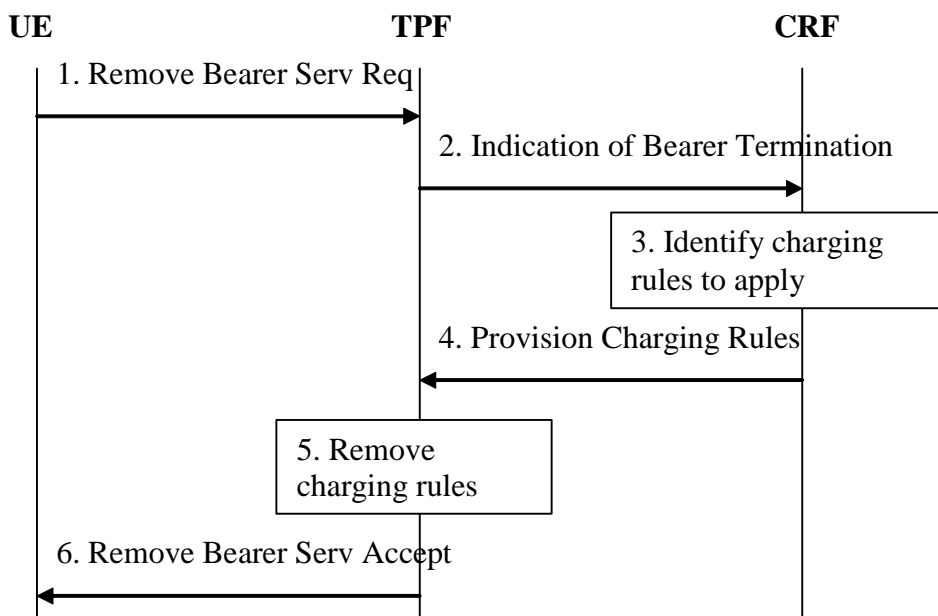 UE TPF CRF
1. Remove Bearer Serv Req
2. Indication of Bearer Termination
3. Identify charging
rules to apply
4. Provision Charging Rules
5. Remove
charging rules
6. Remove Bearer Serv Accept